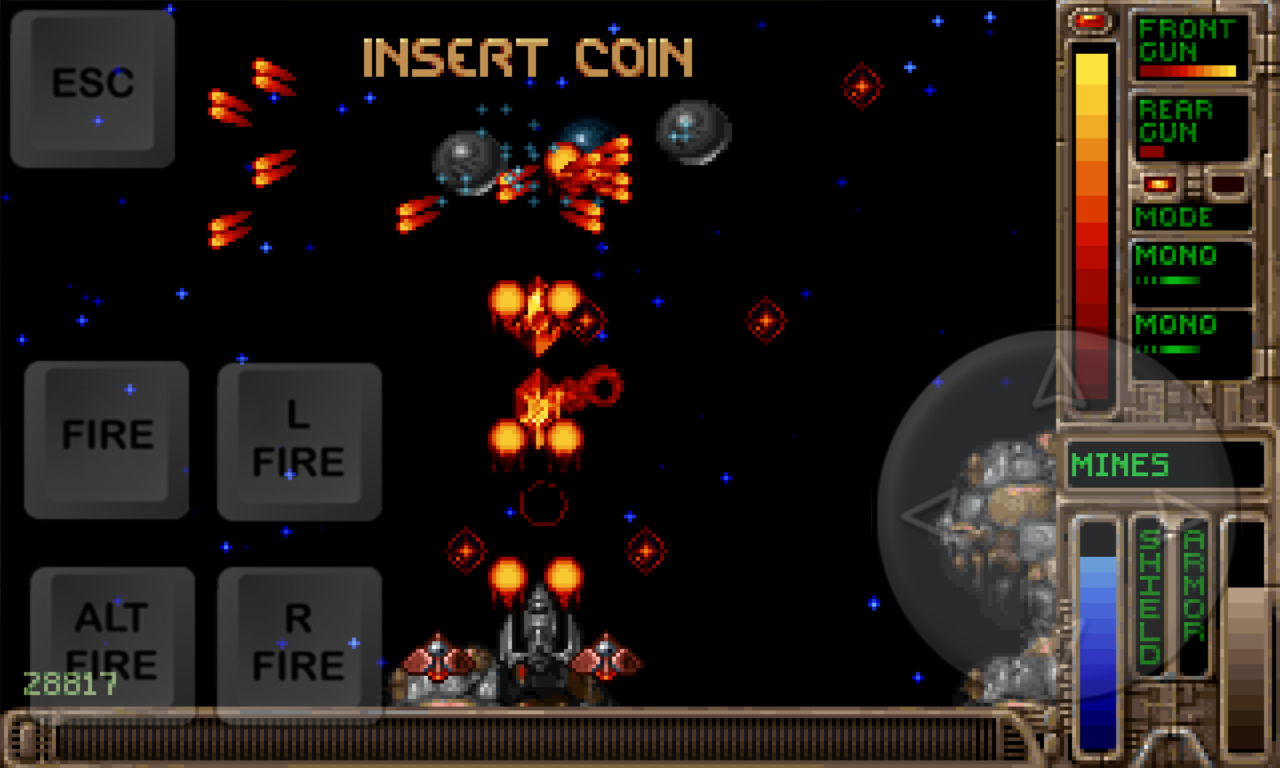 ESC
INSERT COIN
FRONT
GUN
REAR
GUN
MODE
MONO
MONO
FIRE
L
FIRE
MINES
ALT
FIRE
R
FIRE
SHIELD
ARMOR
28817